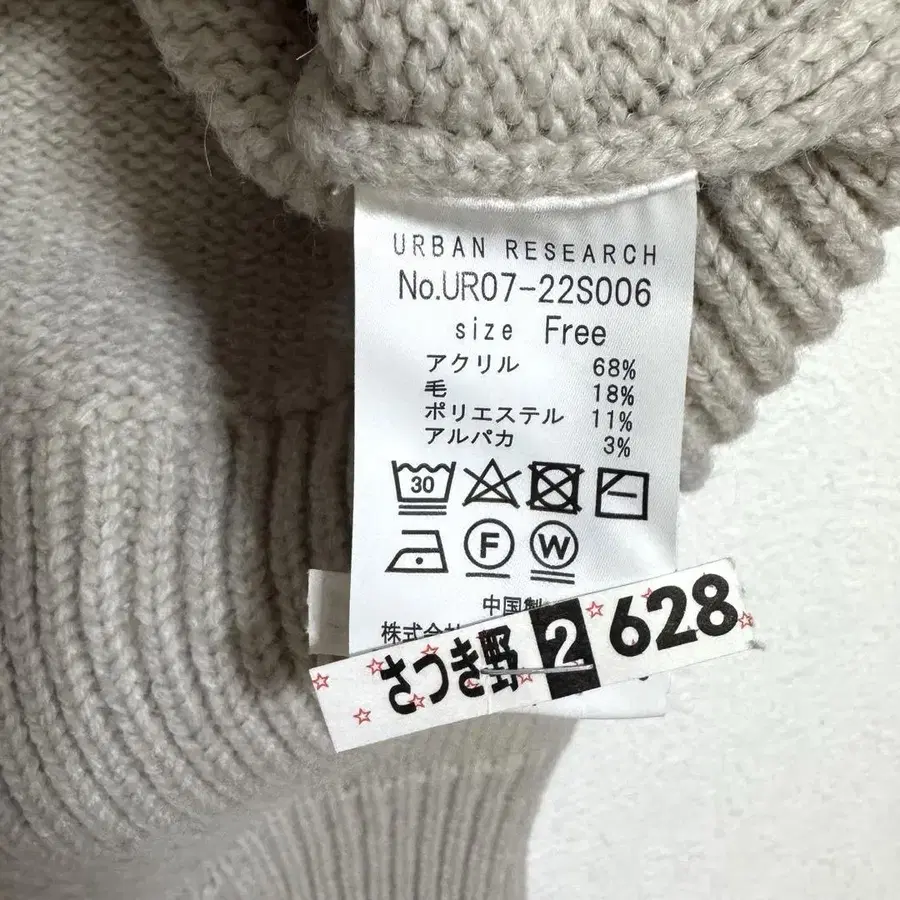 URBAN RESEARCH
No.UR07-22S006
size Free
アクリル 68%
毛 18%
ポリエステル 11%
アルパカ 3%
30
F W
中国製
株式会
さつき野 2 628